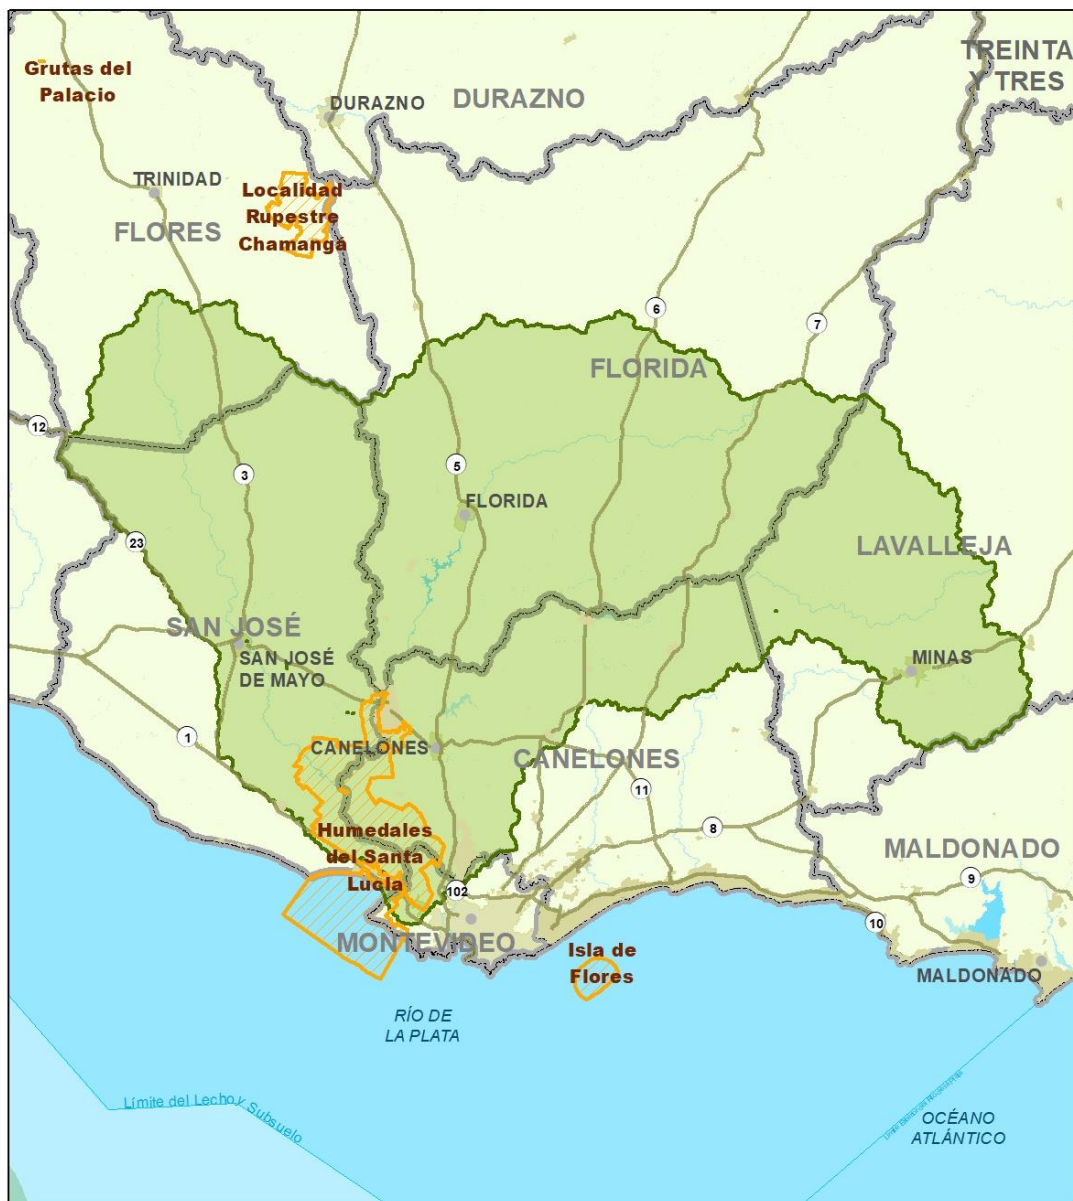 TREINTA
Y TRES
Grutas del
Palacio
DURAZNO
DURAZNO
TRINIDAD
Localidad
Rupestre
Chamangá
FLORES
6
7
FLORIDA
12
3
5
FLORIDA
23
LAVALLEJA
SAN JOSÉ
SAN JOSÉ
DE MAYO
MINAS
1
CANELONES
CANELONES
11
8
Humedales
del Santa
Lucía
MALDONADO
9
102
10
MONTEVIDEO
Isla de
Flores
MALDONADO
RÍO DE
LA PLATA
Límite del Lecho y Subsuelo
OCÉANO
ATLÁNTICO